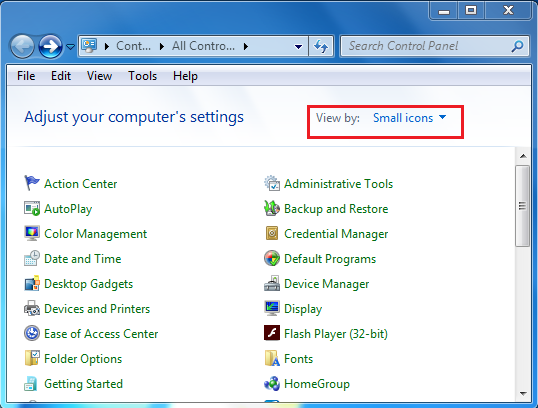 Cont... All Contro...
Search Control Panel
File Edit View Tools Help
Adjust your computer's settings View by: Small icons
Action Center Administrative Tools
AutoPlay Backup and Restore
Color Management Credential Manager
Date and Time Default Programs
Desktop Gadgets Device Manager
Devices and Printers Display
Ease of Access Center Flash Player (32-bit)
Folder Options Fonts
Getting Started HomeGroup